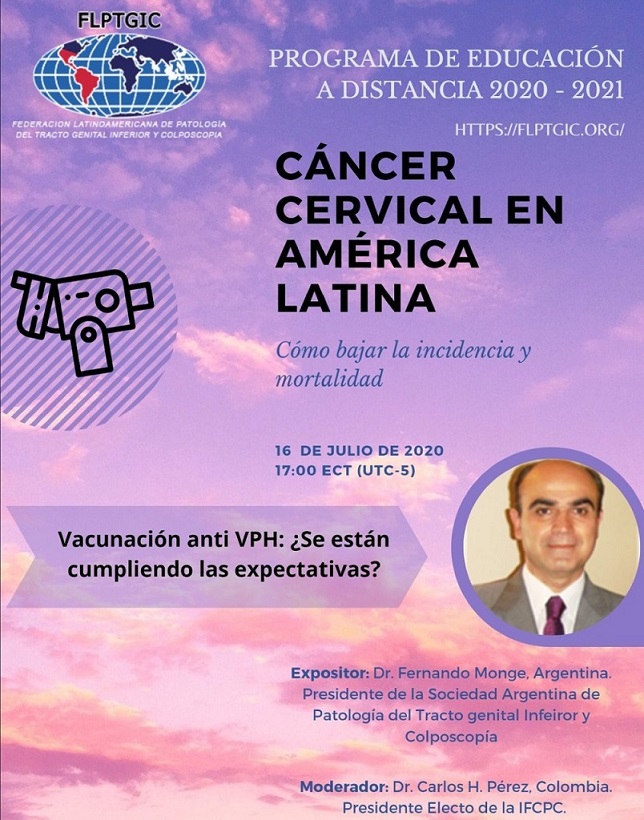 FLPTGIC
FEDERACION LATINOAMERICANA DE PATOLOGÍA
DEL TRACTO GENITAL INFERIOR Y COLPOSCOPIA
PROGRAMA DE EDUCACIÓN
A DISTANCIA 2020 - 2021
HTTPS://FLPTGIC.ORG/
CÁNCER
CERVICAL EN
AMÉRICA
LATINA
Cómo bajar la incidencia y
mortalidad
16 DE JULIO DE 2020
17:00 ECT (UTC-5)
Vacunación anti VPH: ¿Se están
cumpliendo las expectativas?
Expositor: Dr. Fernando Monge, Argentina.
Presidente de la Sociedad Argentina de
Patología del Tracto genital Infeiror y
Colposcopía
Moderador: Dr. Carlos H. Pérez, Colombia.
Presidente Electo de la IFCPC.